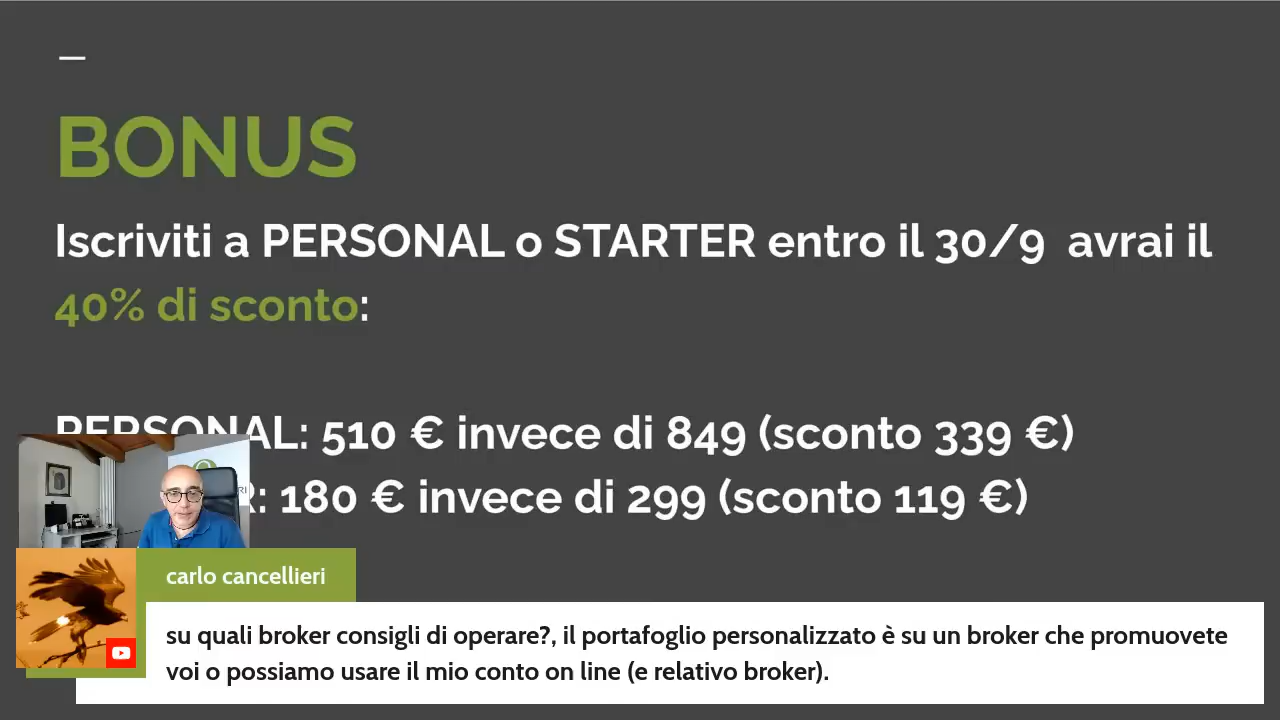 BONUS
Iscriviti a PERSONAL o STARTER entro il 30/9 avrai il
40% di sconto:
PERSONAL: 510 € invece di 849 (sconto 339 €)
R: 180 € invece di 299 (sconto 119 €)
carlo cancellieri
su quali broker consigli di operare?, il portafoglio personalizzato è su un broker che promuovete
voi o possiamo usare il mio conto on line (e relativo broker).